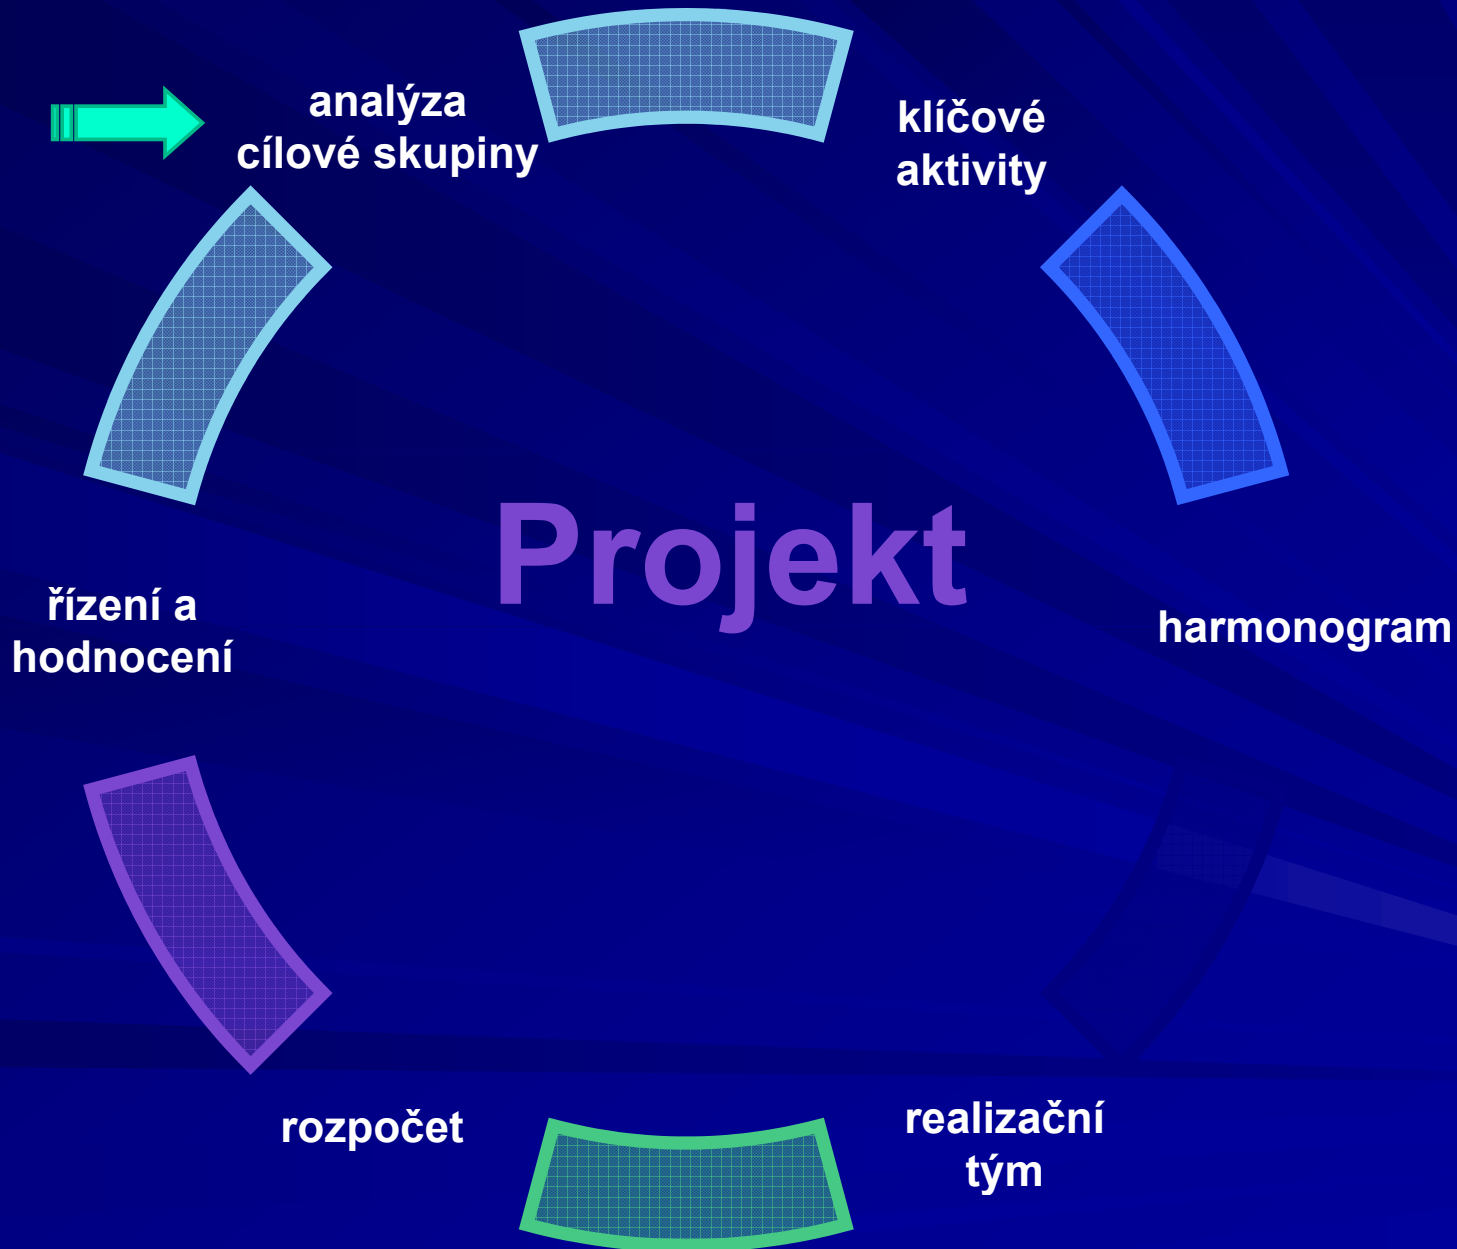 analýza
cílové skupiny
klíčové
aktivity
Projekt
řízení a
hodnocení
harmonogram
rozpočet
realizační
tým